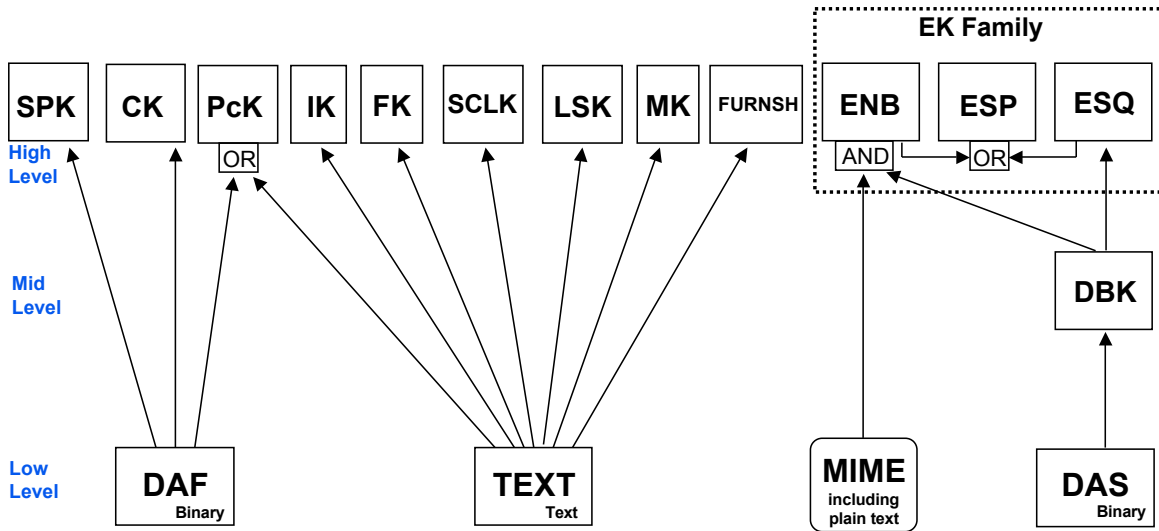 EK Family
SPK
CK
PcK
IK
FK
SCLK
LSK
MK
FURNSH
ENB
ESP
ESQ
High
Level
OR
AND
OR
Mid
Level
DBK
Low
Level
DAF
Binary
TEXT
Text
MIME
including
plain text
DAS
Binary